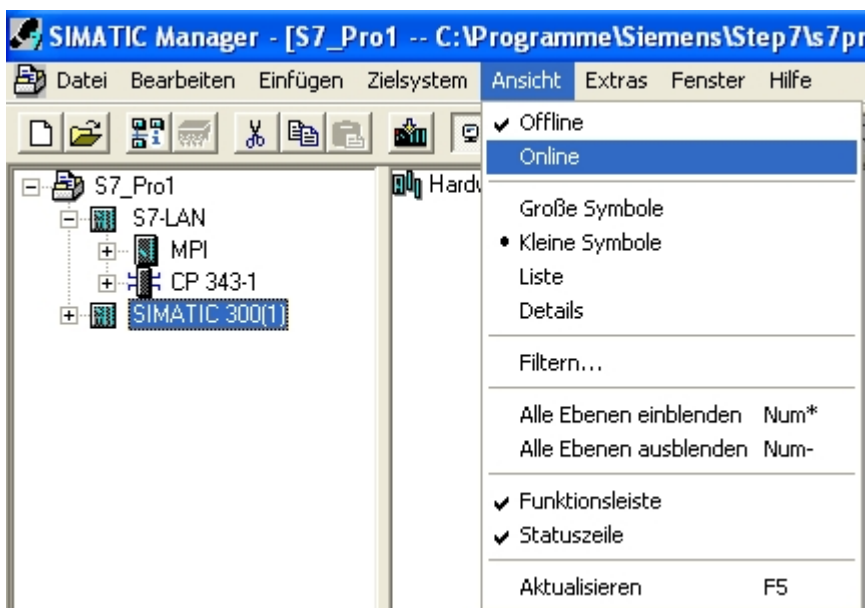 SIMATIC Manager - [S7_Pro1 -- C:\Programme\Siemens\Step7\s7pr
Datei Bearbeiten Einfügen Zielsystem Ansicht Extras Fenster Hilfe
S7_Pro1
S7-LAN
MPI
CP 343-1
SIMATIC 300(1)
Offline
Online
Große Symbole
Kleine Symbole
Liste
Details
Filtern...
Alle Ebenen einblenden Num*
Alle Ebenen ausblenden Num-
Funktionsleiste
Statuszeile
Aktualisieren F5